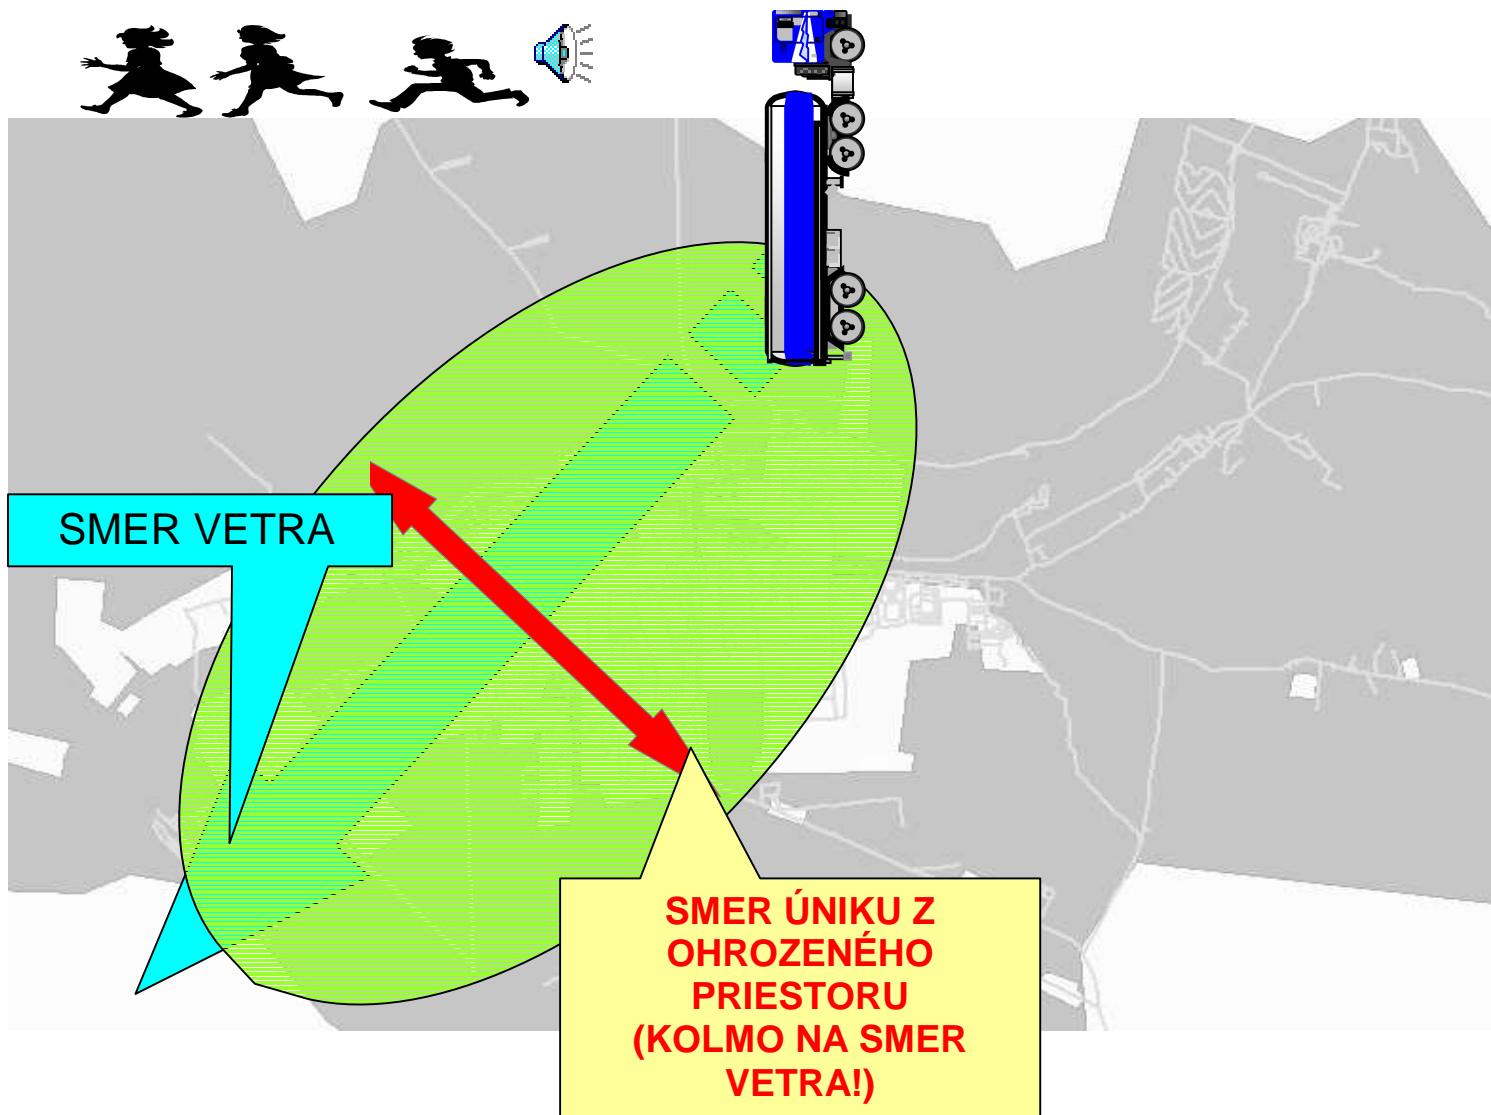 SMER VETRA
SMER ÚNIKU Z
OHROZENÉHO
PRIESTORU
(KOLMO NA SMER
VETRA!)